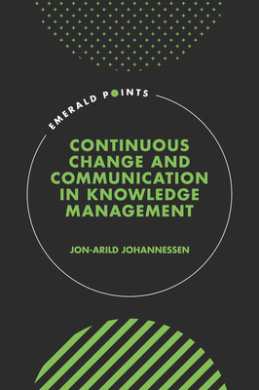 EMERALD POINTS
CONTINUOUS
CHANGE AND
COMMUNICATION
IN KNOWLEDGE
MANAGEMENT
JON-ARILD JOHANNESSEN